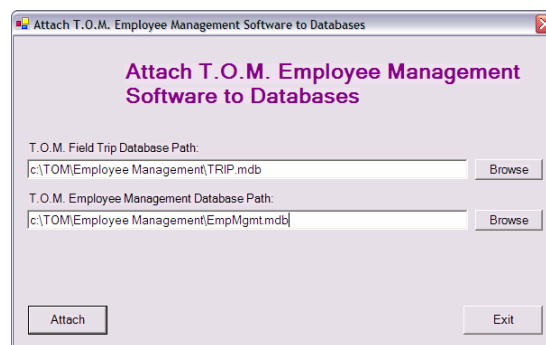 Attach T.O.M. Employee Management Software to Databases
Attach T.O.M. Employee Management
Software to Databases
T.O.M. Field Trip Database Path:
c:\TOM\Employee Management\TRIP.mdb
Browse
T.O.M. Employee Management Database Path:
c:\TOM\Employee Management\EmpMgmt.mdb
Browse
Attach
Exit